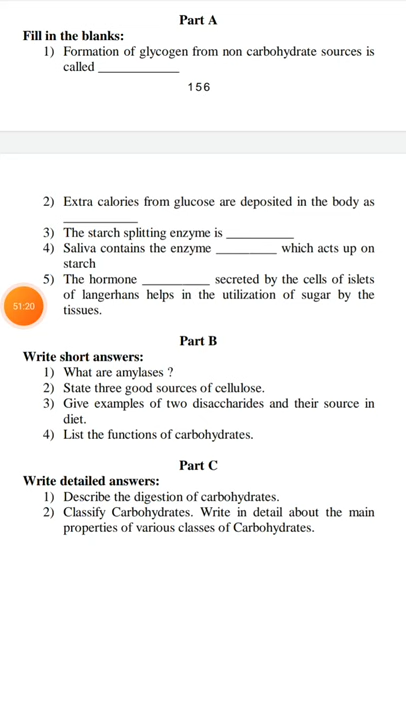 Part A
Fill in the blanks:
1) Formation of glycogen from non carbohydrate sources is
called ____________
156
2) Extra calories from glucose are deposited in the body as
___________
3) The starch splitting enzyme is __________
4) Saliva contains the enzyme _________ which acts up on
starch
5) The hormone __________ secreted by the cells of islets
of langerhans helps in the utilization of sugar by the
51:20
tissues.
Part B
Write short answers:
1) What are amylases ?
2) State three good sources of cellulose.
3) Give examples of two disaccharides and their source in
diet.
4) List the functions of carbohydrates.
Part C
Write detailed answers:
1) Describe the digestion of carbohydrates.
2) Classify Carbohydrates. Write in detail about the main
properties of various classes of Carbohydrates.